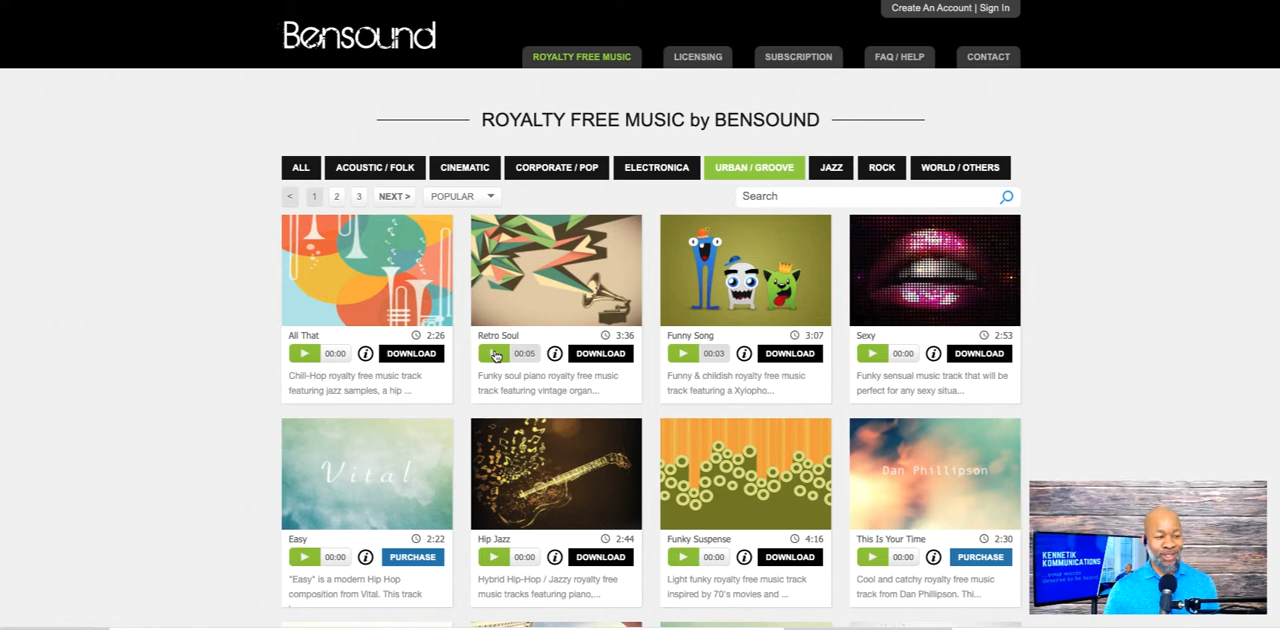 Create An Account | Sign In
Bensound
ROYALTY FREE MUSIC
LICENSING
SUBSCRIPTION
FAQ / HELP
CONTACT
ROYALTY FREE MUSIC by BENSOUND
ALL
ACOUSTIC / FOLK
CINEMATIC
CORPORATE / POP
ELECTRONICA
URBAN / GROOVE
JAZZ
ROCK
WORLD / OTHERS
< 1 2 3 NEXT > POPULAR
Search
All That 2:26
00:00 DOWNLOAD
Chill-Hop royalty free music track
featuring jazz samples, a hip ...
Retro Soul 3:36
00:05 DOWNLOAD
Funky soul piano royalty free music
track featuring vintage organ...
Funny Song 3:07
00:03 DOWNLOAD
Funny & childish royalty free music
track featuring a Xylopho...
Sexy 2:53
00:00 DOWNLOAD
Funky sensual music track that will be
perfect for any sexy situa...
Vital
Easy 2:22
00:00 PURCHASE
"Easy" is a modern Hip Hop
composition from Vital. This track
Hip Jazz 2:44
00:00 DOWNLOAD
Hybrid Hip-Hop / Jazzy royalty free
music tracks featuring piano,...
Funky Suspense 4:16
00:00 DOWNLOAD
Light funky royalty free music track
inspired by 70's movies and ...
Dan Phillipson
This Is Your Time 2:30
00:00 PURCHASE
Cool and catchy royalty free music
track from Dan Phillipson. Thi...
KENNETIK
KOMMUNICATIONS
...your words
deserve to be heard